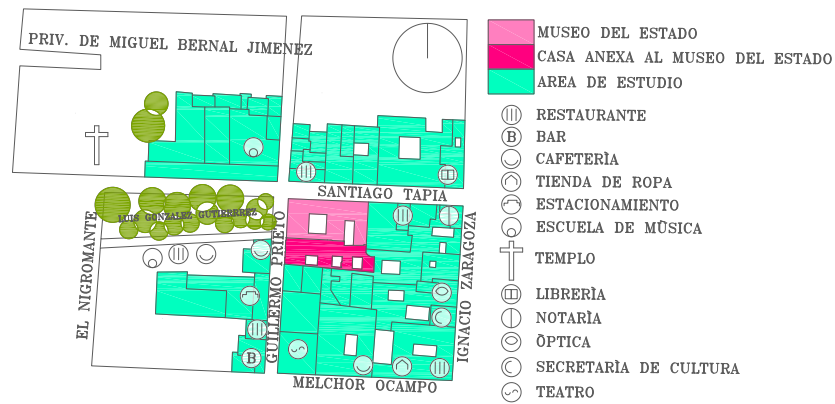 PRIV. DE MIGUEL BERNAL JIMENEZ
SANTIAGO TAPIA
LUIS GONZALEZ GUTIERREZ
EL NIGROMANTE
GUILLERMO PRIETO
IGNACIO ZARAGOZA
MELCHOR OCAMPO
B
MUSEO DEL ESTADO
CASA ANEXA AL MUSEO DEL ESTADO
AREA DE ESTUDIO
RESTAURANTE
B BAR
CAFETERÌA
TIENDA DE ROPA
ESTACIONAMIENTO
ESCUELA DE MÙSICA
TEMPLO
LIBRERÌA
NOTARÌA
ÒPTICA
SECRETARÌA DE CULTURA
TEATRO